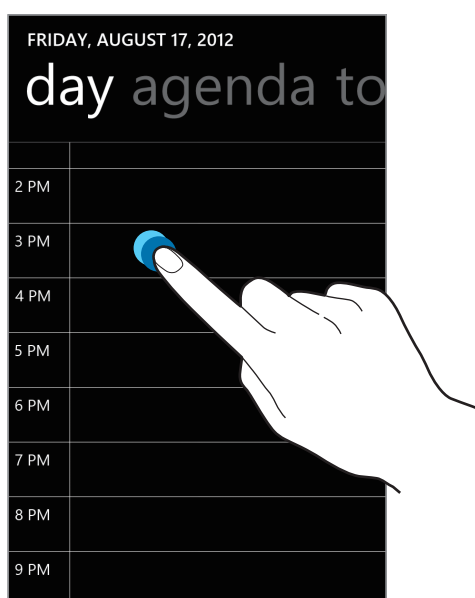 FRIDAY, AUGUST 17, 2012
day agenda to
2 PM
3 PM
4 PM
5 PM
6 PM
7 PM
8 PM
9 PM